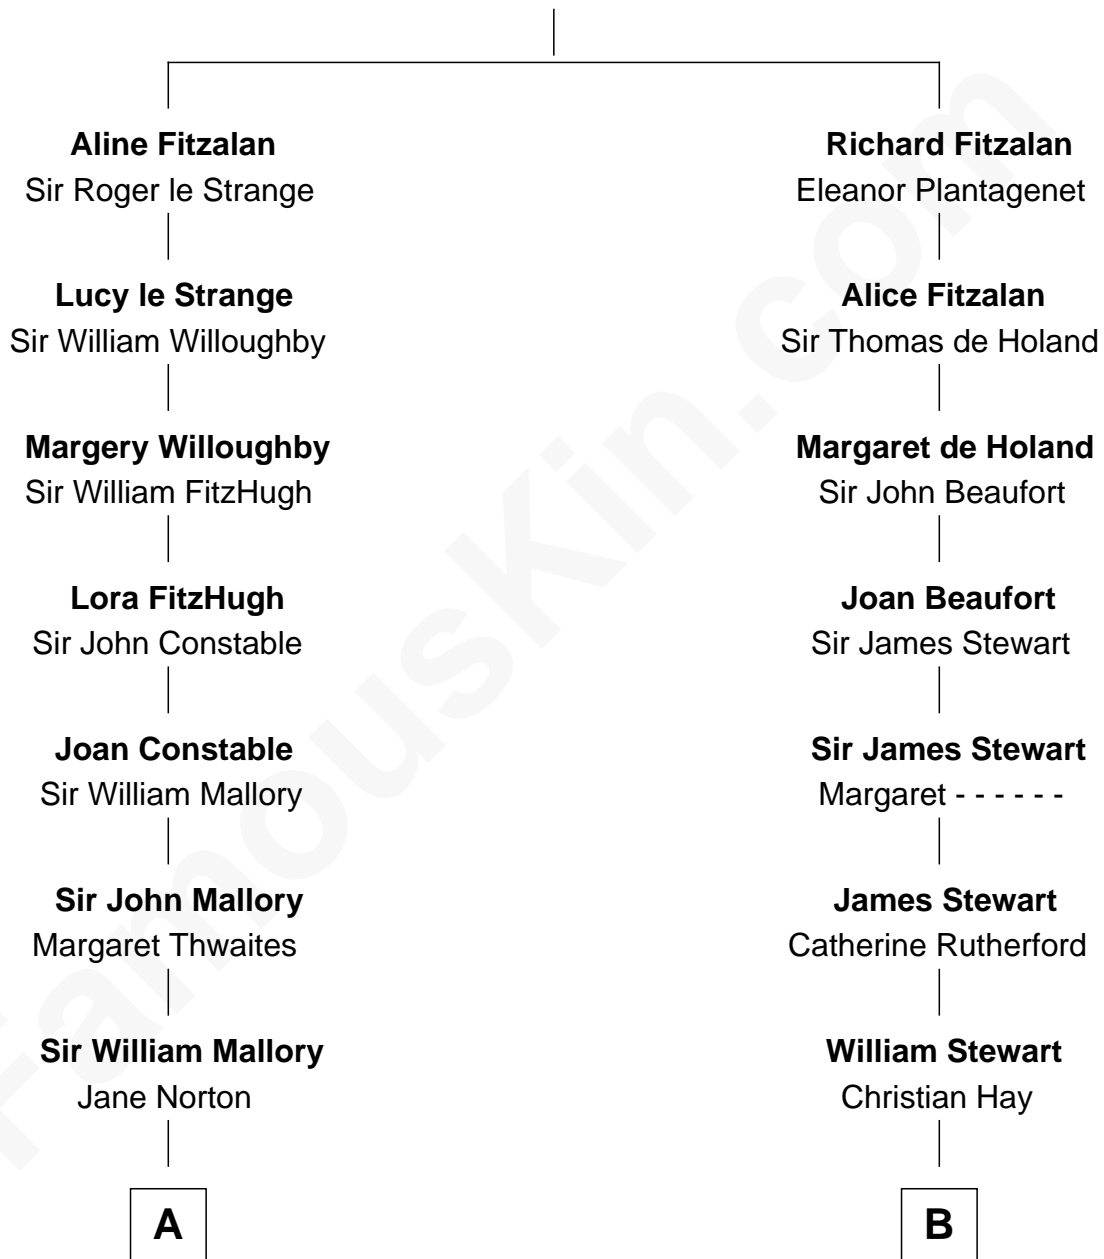 Aline Fitzalan
Sir Roger le Strange
Lucy le Strange
Sir William Willoughby
Margery Willoughby
Sir William FitzHugh
Lora FitzHugh
Sir John Constable
Joan Constable
Sir William Mallory
Sir John Mallory
Margaret Thwaites
Sir William Mallory
Jane Norton
A
Richard Fitzalan
Eleanor Plantagenet
Alice Fitzalan
Sir Thomas de Holand
Margaret de Holand
Sir John Beaufort
Joan Beaufort
Sir James Stewart
Sir James Stewart
Margaret - - - - - -
James Stewart
Catherine Rutherford
William Stewart
Christian Hay
B
FamousKin.com